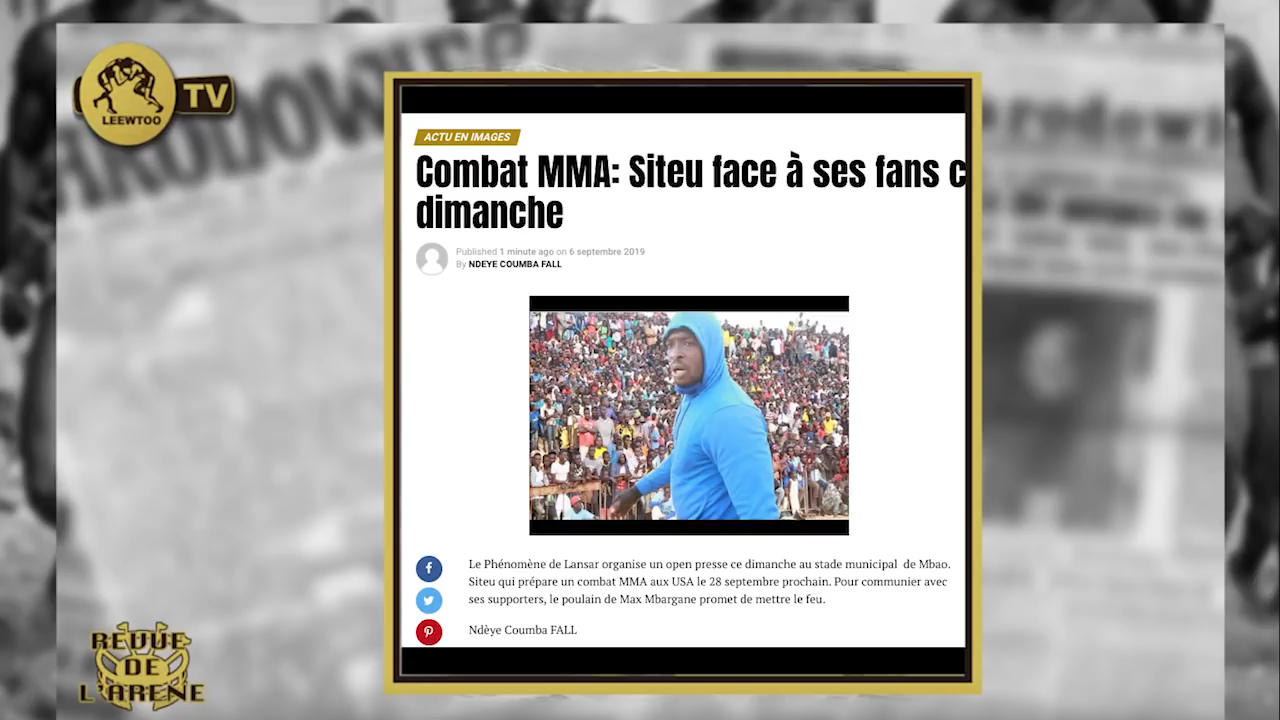 LEEWTOO
TV
ACTU EN IMAGES
Combat MMA: Siteu face à ses fans c
dimanche
Published 1 minute ago on 6 septembre 2019
By NDEYE COUMBA FALL
Le Phénomène de Lansar organise un open presse ce dimanche au stade municipal de Mbao.
Siteu qui prépare un combat MMA aux USA le 28 septembre prochain. Pour communier avec
ses supporters, le poulain de Max Mbargane promet de mettre le feu.
Ndèye Coumba FALL
REVUE
DE
L'ARENE